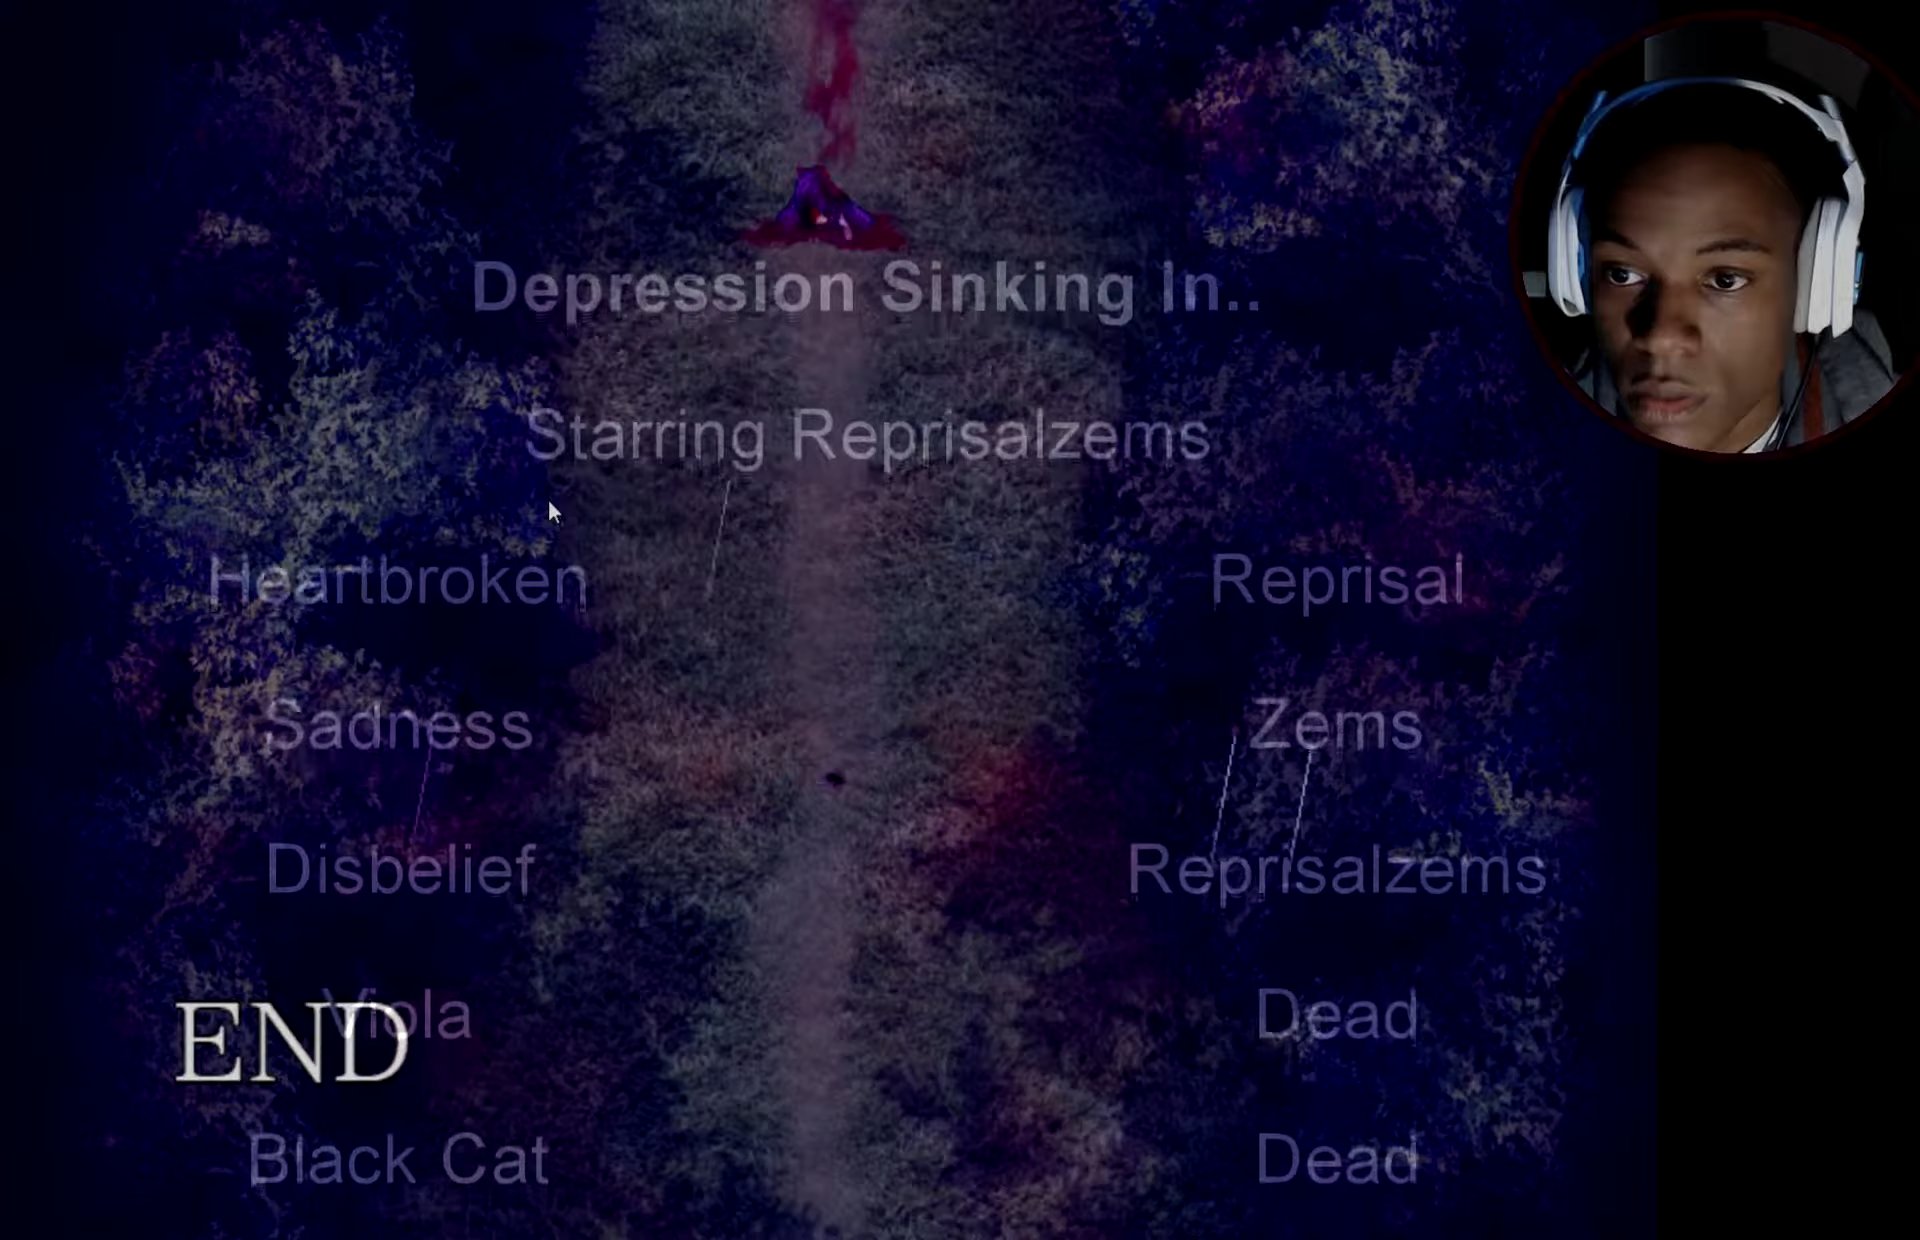 Depression Sinking In..
Starring Reprisalzems
Heartbroken Reprisal
Sadness Zems
Disbelief Reprisalzems
Viola Dead
END
Black Cat Dead